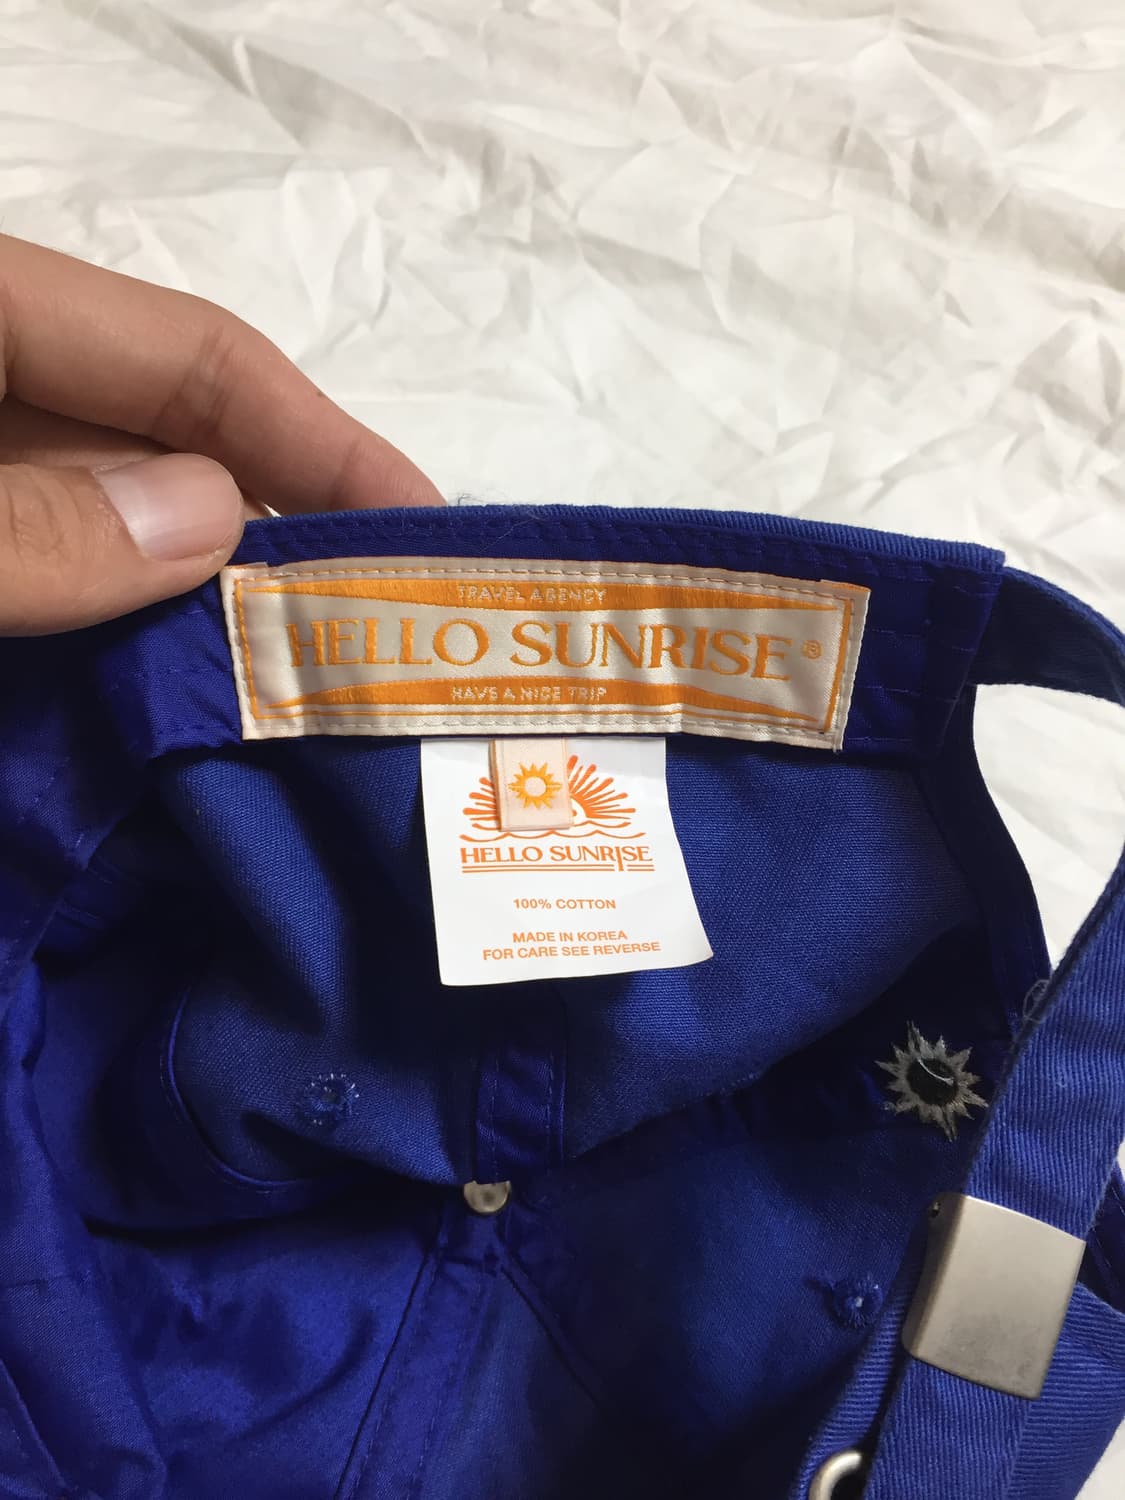 TRAVEL AGENCY
HELLO SUNRISE®
HAVE A NICE TRIP
HELLO SUNRISE
100% COTTON
MADE IN KOREA
FOR CARE SEE REVERSE